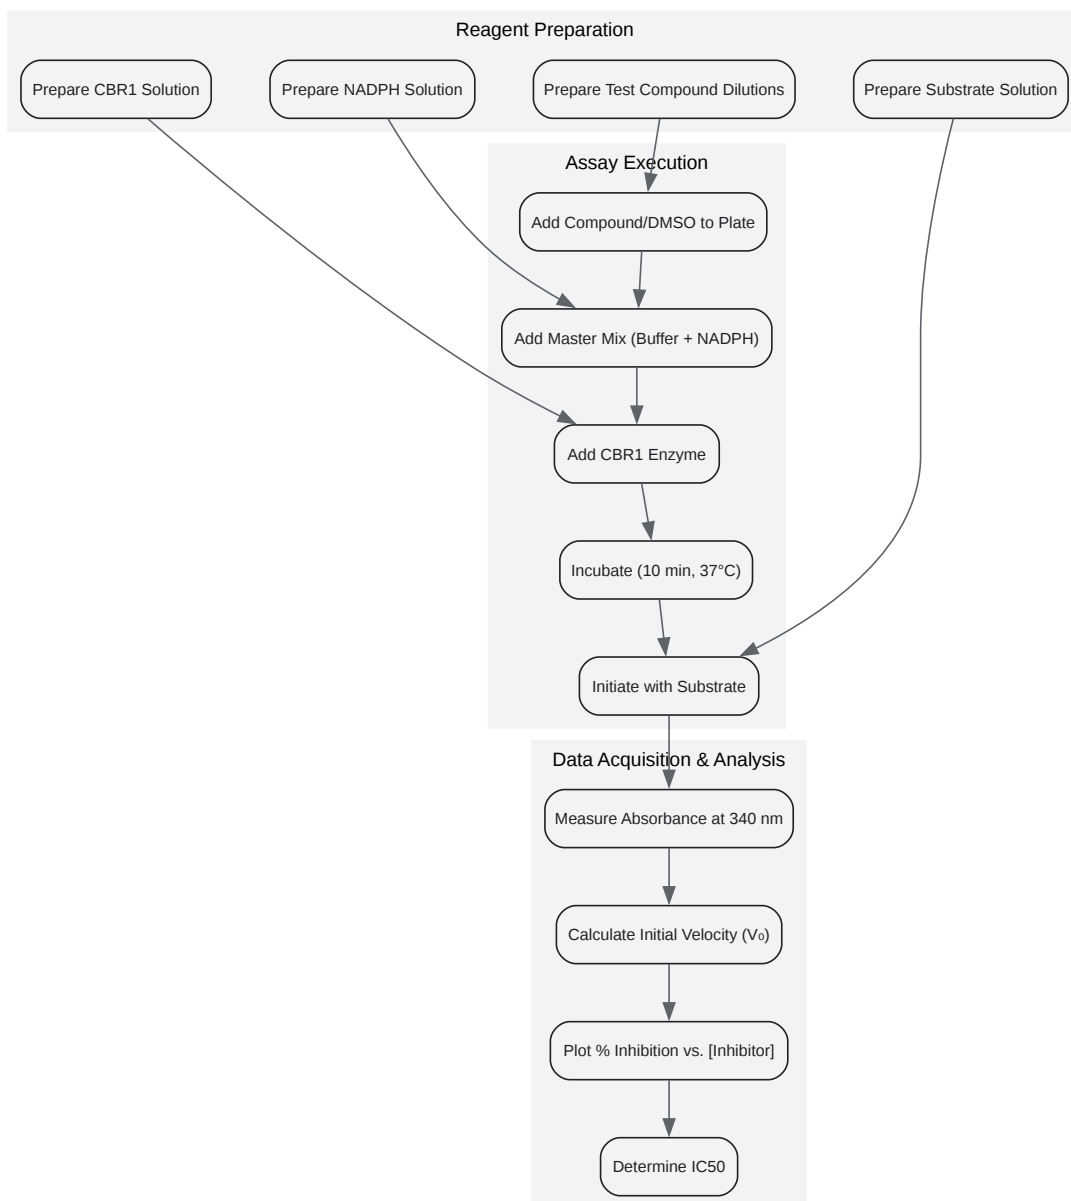 Reagent Preparation
Prepare CBR1 Solution
Prepare NADPH Solution
Prepare Test Compound Dilutions
Prepare Substrate Solution
Assay Execution
Add Compound/DMSO to Plate
Add Master Mix (Buffer + NADPH)
Add CBR1 Enzyme
Incubate (10 min, 37°C)
Initiate with Substrate
Data Acquisition & Analysis
Measure Absorbance at 340 nm
Calculate Initial Velocity (V₀)
Plot % Inhibition vs. [Inhibitor]
Determine IC50